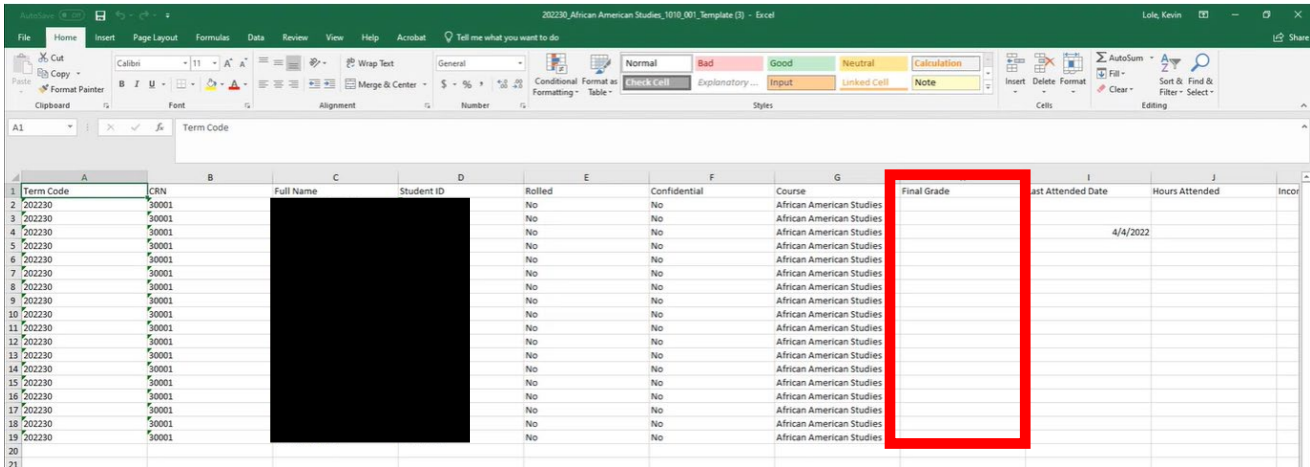 AutoSave Off 202230_African American Studies_1010_001_Template (3) - Excel Lole, Kevin
File Home Insert Page Layout Formulas Data Review View Help Acrobat Tell me what you want to do Share
Cut Calibri 11 A A Wrap Text General Normal Bad Good Neutral Calculation AutoSum
Paste Copy Fill
Format Painter B I U A Merge & Center $ % Conditional Formatting Format as Table Check Cell Explanatory ... Input Linked Cell Note Insert Delete Format Clear Sort & Filter Find & Select
Clipboard Font Alignment Number Styles Cells Editing
A1 fx Term Code
A B C D E F G I J
1 Term Code CRN Full Name Student ID Rolled Confidential Course Final Grade ast Attended Date Hours Attended Incor
2 202230 30001 No No African American Studies
3 202230 30001 No No African American Studies
4 202230 30001 No No African American Studies 4/4/2022
5 202230 30001 No No African American Studies
6 202230 30001 No No African American Studies
7 202230 30001 No No African American Studies
8 202230 30001 No No African American Studies
9 202230 30001 No No African American Studies
10 202230 30001 No No African American Studies
11 202230 30001 No No African American Studies
12 202230 30001 No No African American Studies
13 202230 30001 No No African American Studies
14 202230 30001 No No African American Studies
15 202230 30001 No No African American Studies
16 202230 30001 No No African American Studies
17 202230 30001 No No African American Studies
18 202230 30001 No No African American Studies
19 202230 30001 No No African American Studies
20
21